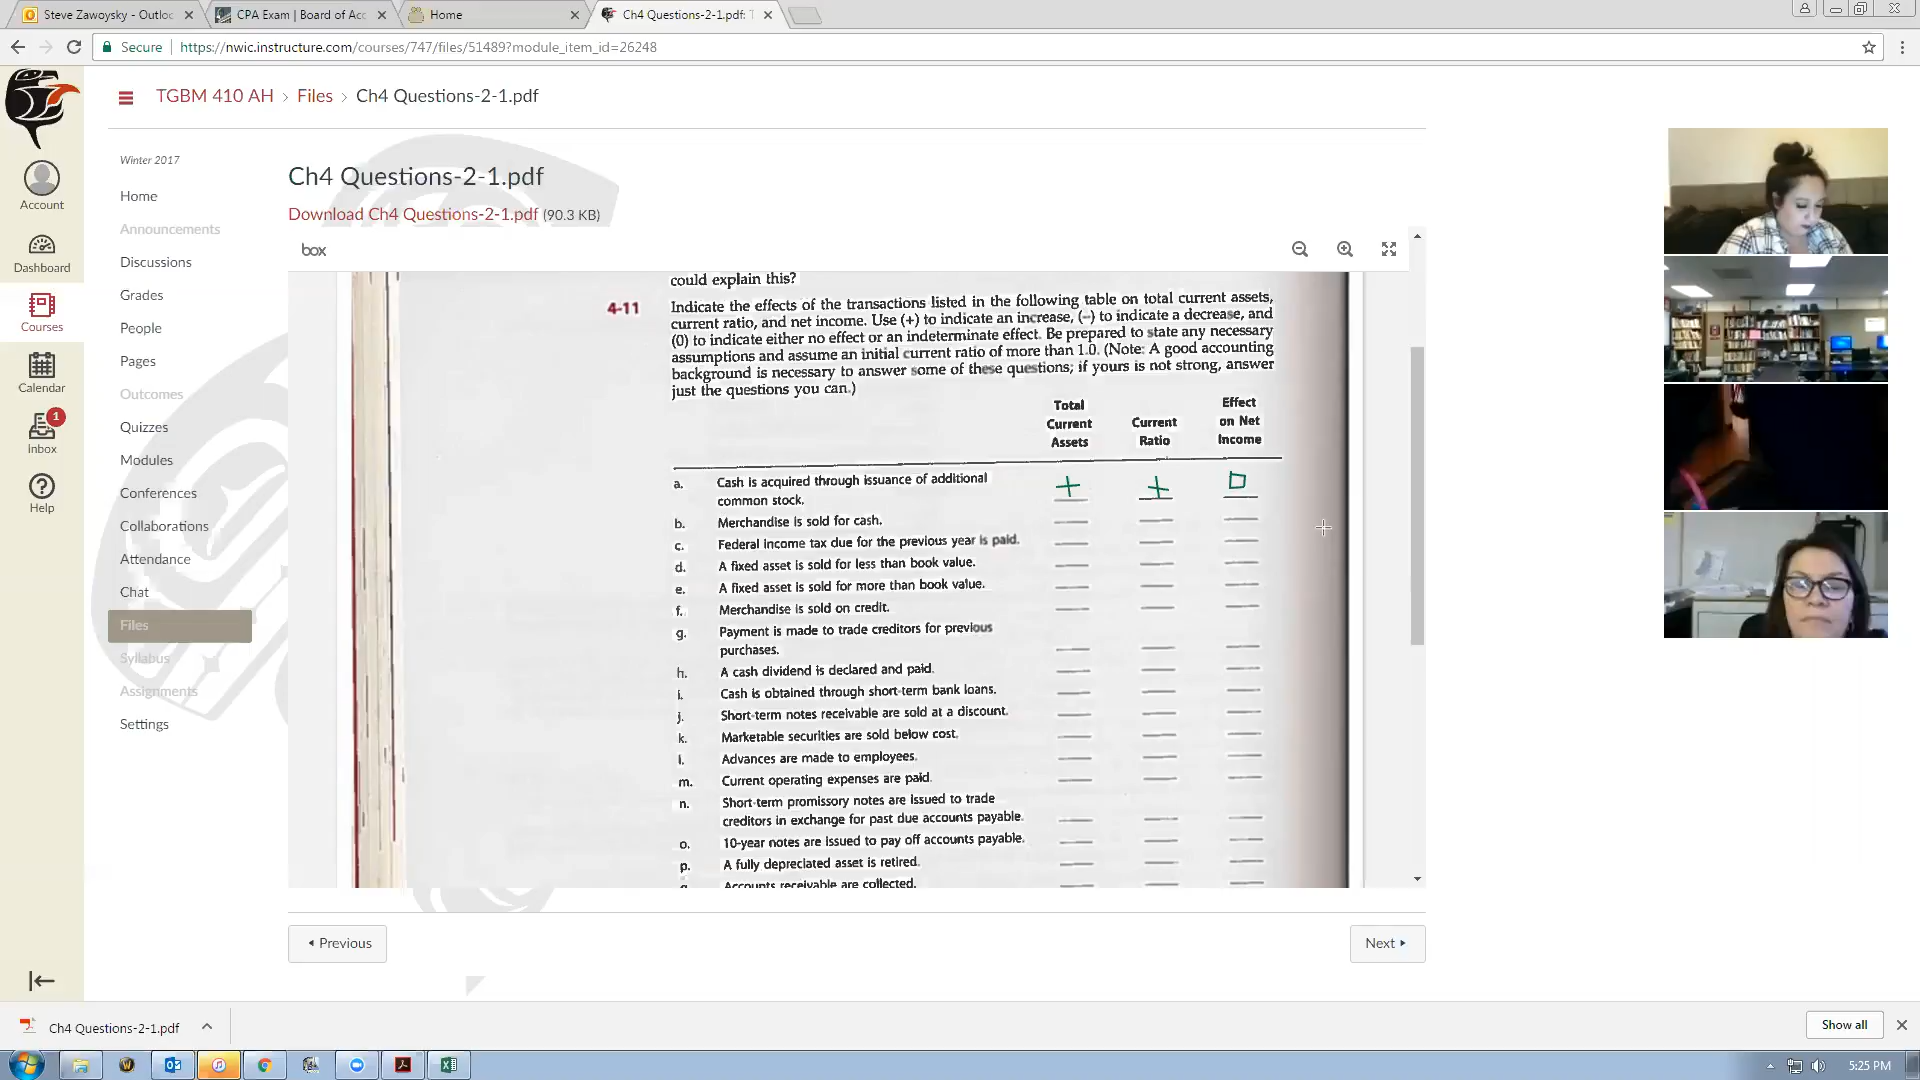 Steve Zawoysky - Outloo
CPA Exam | Board of Acc
Home
Ch4 Questions-2-1.pdf: T
Secure
https://nwic.instructure.com/courses/747/files/51489?module_item_id=26248
TGBM 410 AH > Files > Ch4 Questions-2-1.pdf
Account
Dashboard
Courses
Calendar
1
Inbox
Help
Winter 2017
Home
Announcements
Discussions
Grades
People
Pages
Outcomes
Quizzes
Modules
Conferences
Collaborations
Attendance
Chat
Files
Syllabus
Assignments
Settings
Ch4 Questions-2-1.pdf
Download Ch4 Questions-2-1.pdf (90.3 KB)
box
could explain this?
4-11 Indicate the effects of the transactions listed in the following table on total current assets,
current ratio, and net income. Use (+) to indicate an increase, (−) to indicate a decrease, and
(0) to indicate either no effect or an indeterminate effect. Be prepared to state any necessary
assumptions and assume an initial current ratio of more than 1.0. (Note: A good accounting
background is necessary to answer some of these questions; if yours is not strong, answer
just the questions you can.)
Total Current Assets
Current Ratio
Effect on Net Income
a. Cash is acquired through issuance of additional + + 0
common stock.
b. Merchandise is sold for cash.
c. Federal income tax due for the previous year is paid.
d. A fixed asset is sold for less than book value.
e. A fixed asset is sold for more than book value.
f. Merchandise is sold on credit.
g. Payment is made to trade creditors for previous
purchases.
h. A cash dividend is declared and paid.
i. Cash is obtained through short-term bank loans.
j. Short-term notes receivable are sold at a discount.
k. Marketable securities are sold below cost.
l. Advances are made to employees.
m. Current operating expenses are paid.
n. Short-term promissory notes are issued to trade
creditors in exchange for past due accounts payable.
o. 10-year notes are issued to pay off accounts payable.
p. A fully depreciated asset is retired.
q. Accounts receivable are collected.
Previous
Next
Ch4 Questions-2-1.pdf
Show all
5:25 PM